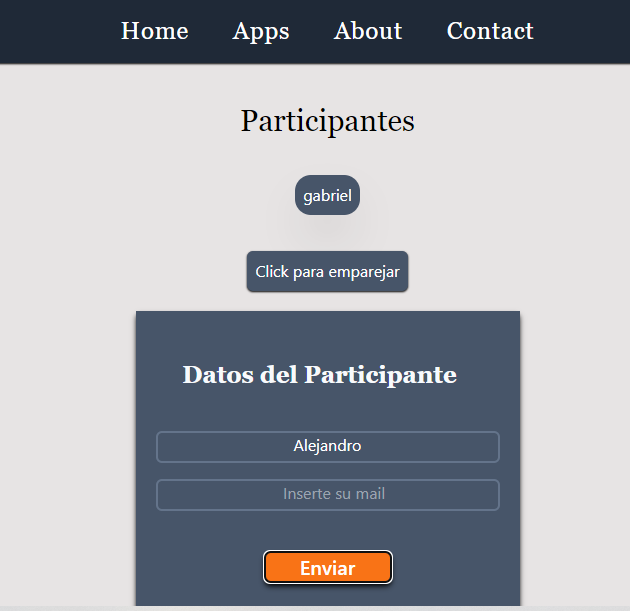 Home Apps About Contact
Participantes
gabriel
Click para emparejar
Datos del Participante
Alejandro
Inserte su mail
Enviar